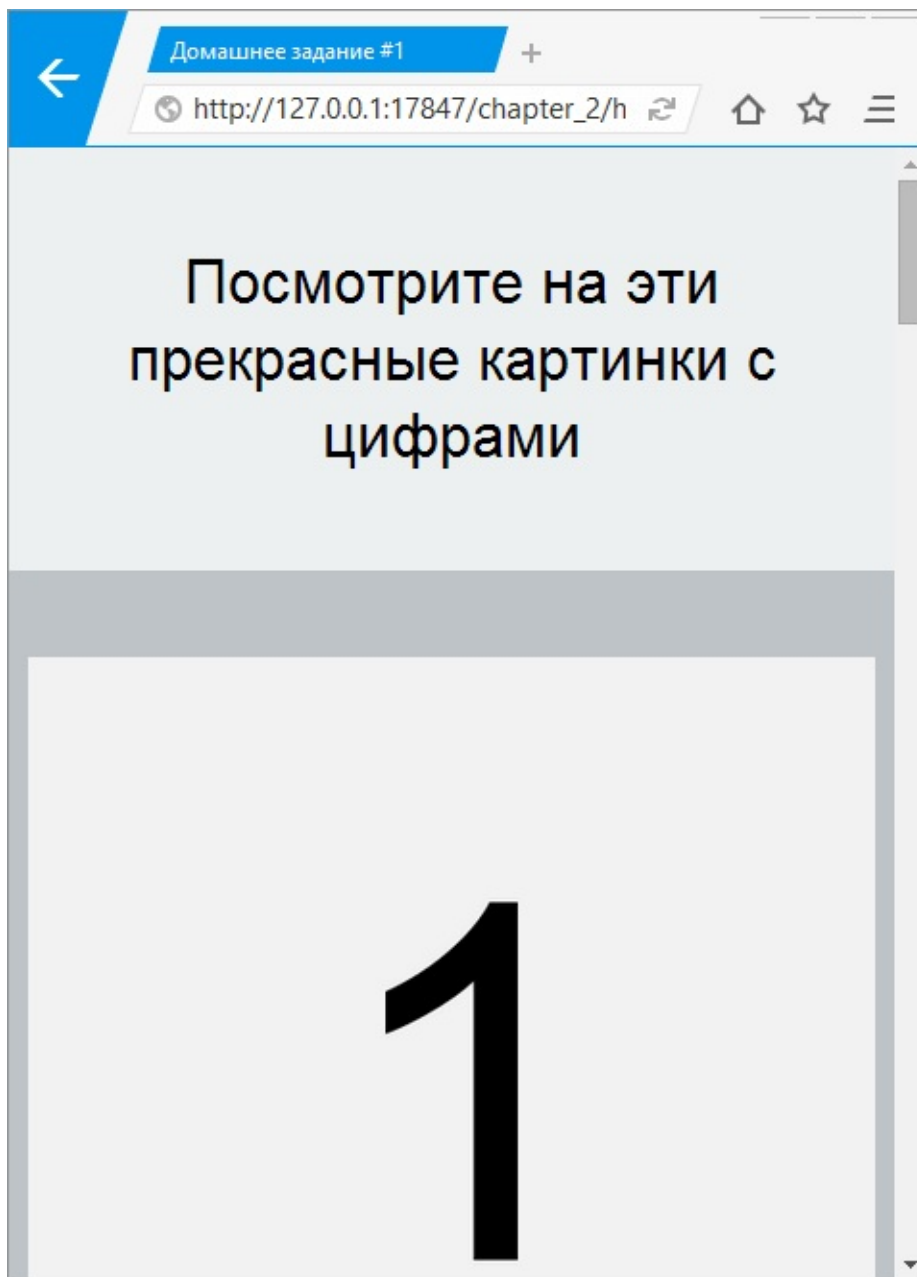 Домашнее задание #1
http://127.0.0.1:17847/chapter_2/h
Посмотрите на эти
прекрасные картинки с
цифрами
1